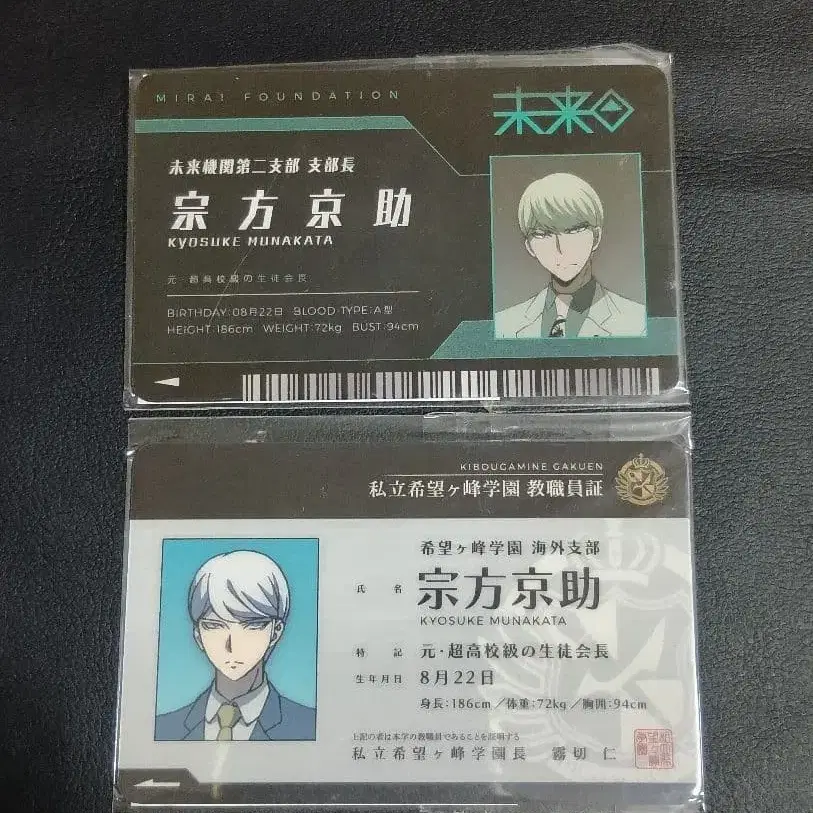 MIRAI FOUNDATION
未来
未来機関第二支部 支部長
宗方京助
KYOSUKE MUNAKATA
元・超高校級の生徒会長
BIRTHDAY:08月22日 BLOOD TYPE:A型
HEIGHT:186cm WEIGHT:72kg BUST:94cm
KIBOUGAMINE GAKUEN
私立希望ヶ峰学園 教職員証
希望ヶ峰学園 海外支部
氏名 宗方京助
KYOSUKE MUNAKATA
特記 元・超高校級の生徒会長
生年月日 8月22日
身長:186cm/体重:72kg/胸囲:94cm
上記の者は本学の教職員であることを証明する
私立希望ヶ峰学園長 霧切 仁